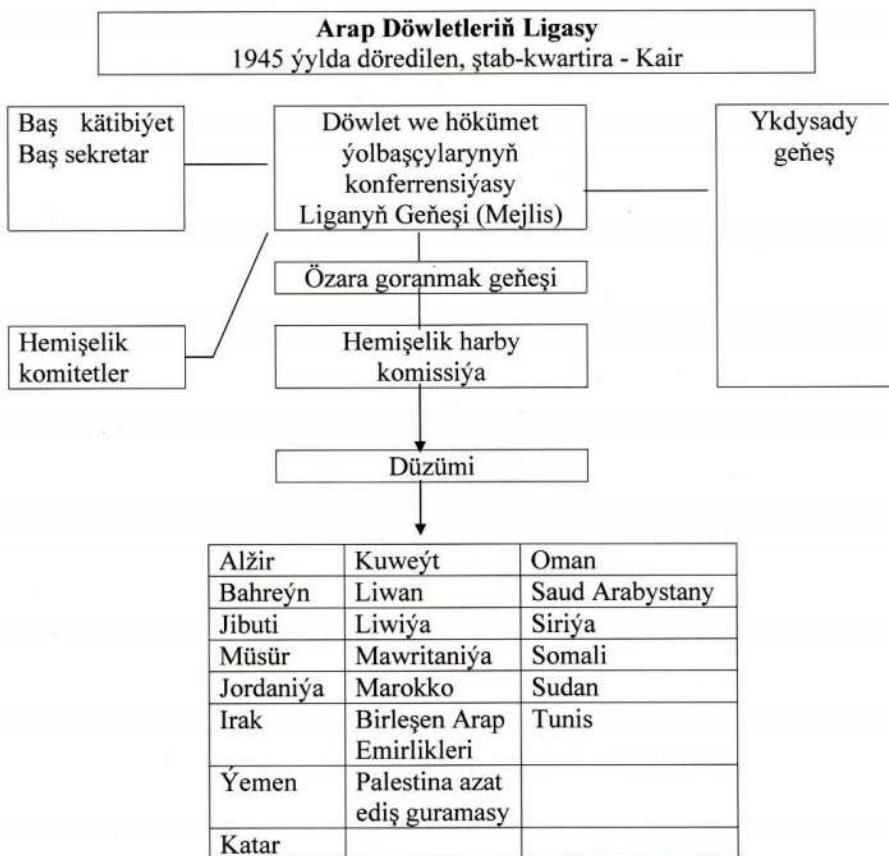 Arap Döwletleriň Ligasy
1945 ýylda döredilen, ştab-kwartira - Kair
Baş kätibiýet
Baş sekretar
Döwlet we hökümet
ýolbaşçylarynyň
konferrensiýasy
Liganyň Geňeşi (Mejlis)
Ykdysady
geňeş
Özara goranmak geňeşi
Hemişelik
komitetler
Hemişelik harby
komissiýa
Düzümi
Alžir Kuweýt Oman
Bahreýn Liwan Saud Arabystany
Jibuti Liwiýa Siriýa
Müsür Mawritaniýa Somali
Jordaniýa Marokko Sudan
Irak Birleşen Arap Tunis
Emirlikleri
Ýemen Palestina azat
ediş guramasy
Katar